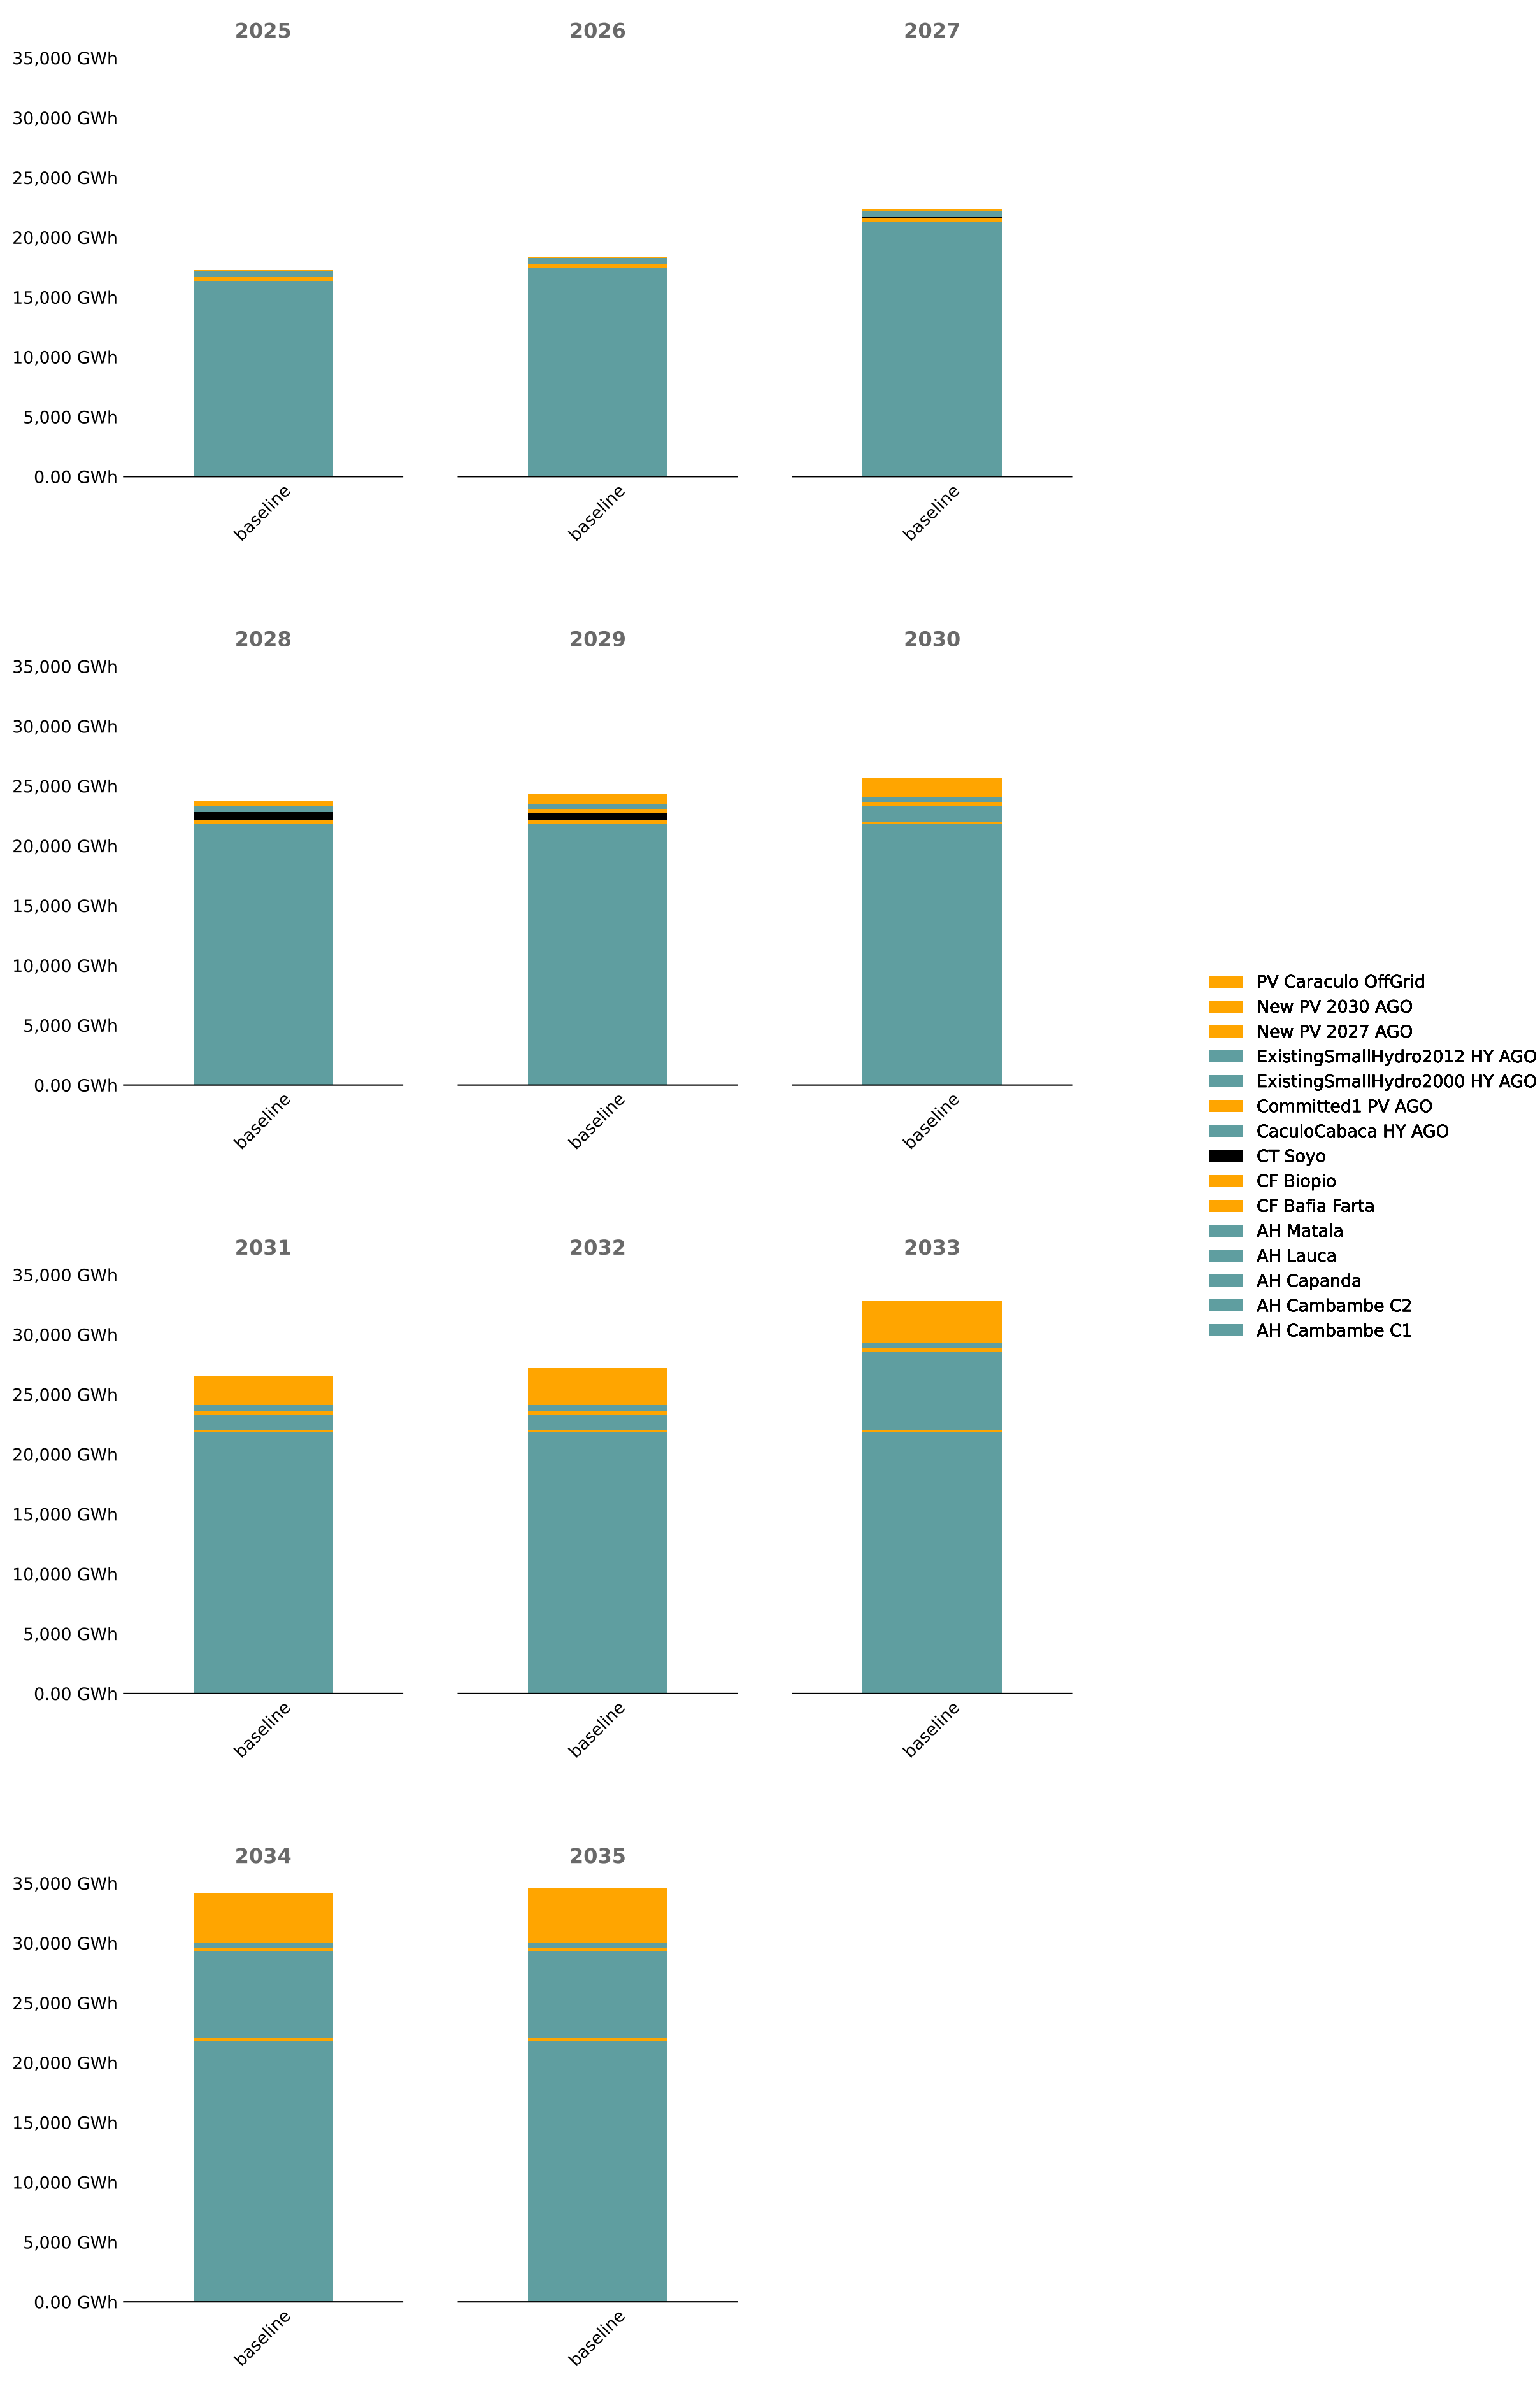 2025
2026
2027
35,000 GWh
30,000 GWh
25,000 GWh
20,000 GWh
15,000 GWh
10,000 GWh
5,000 GWh
0.00 GWh
baseline
baseline
baseline
2028
2029
2030
35,000 GWh
30,000 GWh
25,000 GWh
20,000 GWh
15,000 GWh
10,000 GWh
5,000 GWh
0.00 GWh
baseline
baseline
baseline
PV Caraculo OffGrid
New PV 2030 AGO
New PV 2027 AGO
ExistingSmallHydro2012 HY AGO
ExistingSmallHydro2000 HY AGO
Committed1 PV AGO
CaculoCabaca HY AGO
CT Soyo
CF Biopio
CF Bafia Farta
AH Matala
AH Lauca
AH Capanda
AH Cambambe C2
AH Cambambe C1
2031
2032
2033
35,000 GWh
30,000 GWh
25,000 GWh
20,000 GWh
15,000 GWh
10,000 GWh
5,000 GWh
0.00 GWh
baseline
baseline
baseline
2034
2035
35,000 GWh
30,000 GWh
25,000 GWh
20,000 GWh
15,000 GWh
10,000 GWh
5,000 GWh
0.00 GWh
baseline
baseline